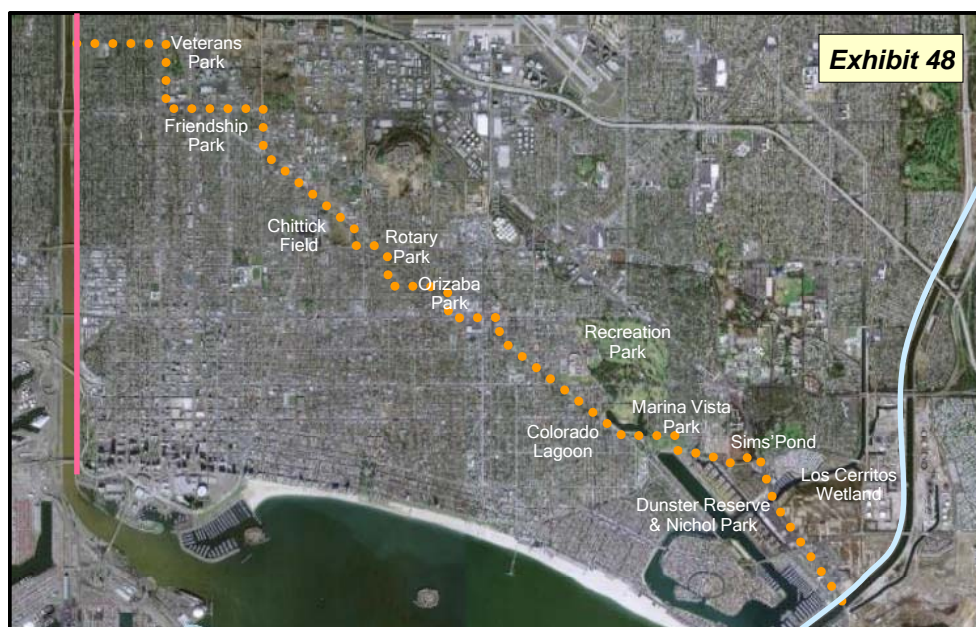 Exhibit 48
Veterans
Park
Friendship
Park
Chittick
Field
Rotary
Park
Orizaba
Park
Recreation
Park
Marina Vista
Park
Colorado
Lagoon
Sims'Pond
Los Cerritos
Wetland
Dunster Reserve
& Nichol Park